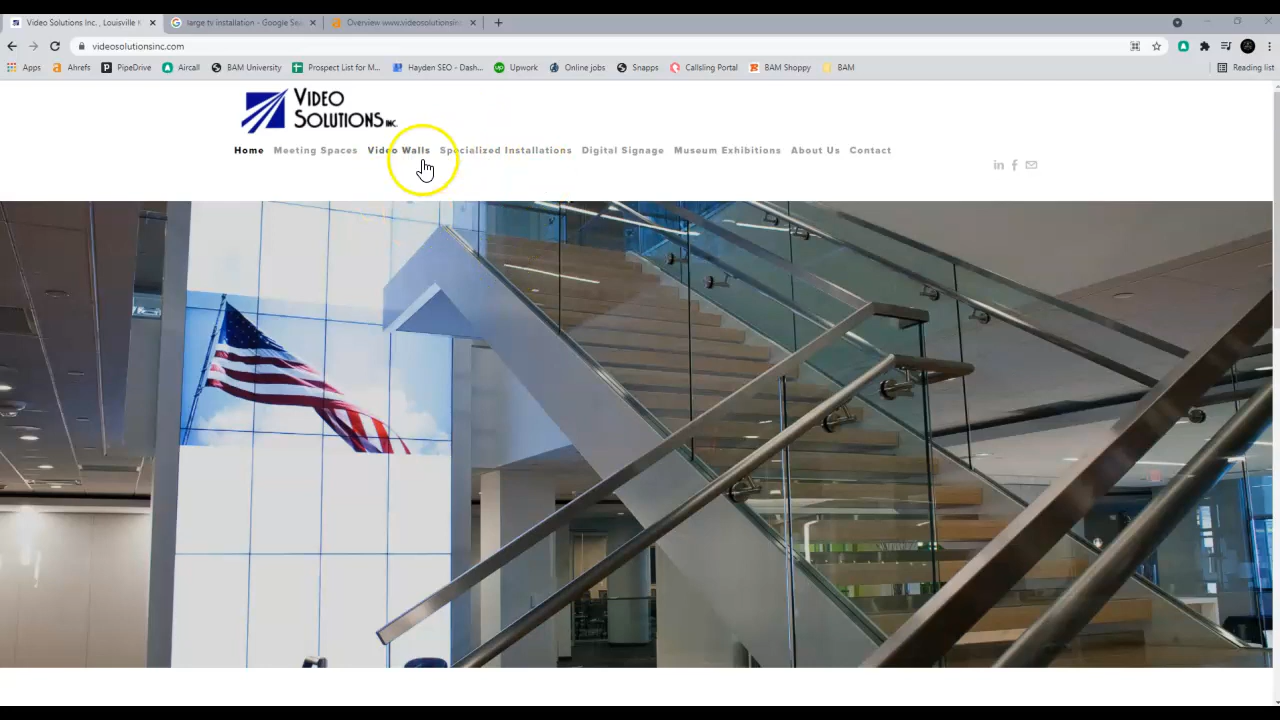 Video Solutions Inc. , Louisville
large tv installation - Google Sea
Overview www.videosolutionsin
videosolutionsinc.com
Apps Ahrefs PipeDrive Aircall BAM University Prospect List for M... Hayden SEO - Dash... Upwork Online jobs Snapps Callsling Portal BAM Shoppy BAM Reading list
VIDEO
SOLUTIONS INC.
Home Meeting Spaces Video Walls Specialized Installations Digital Signage Museum Exhibitions About Us Contact